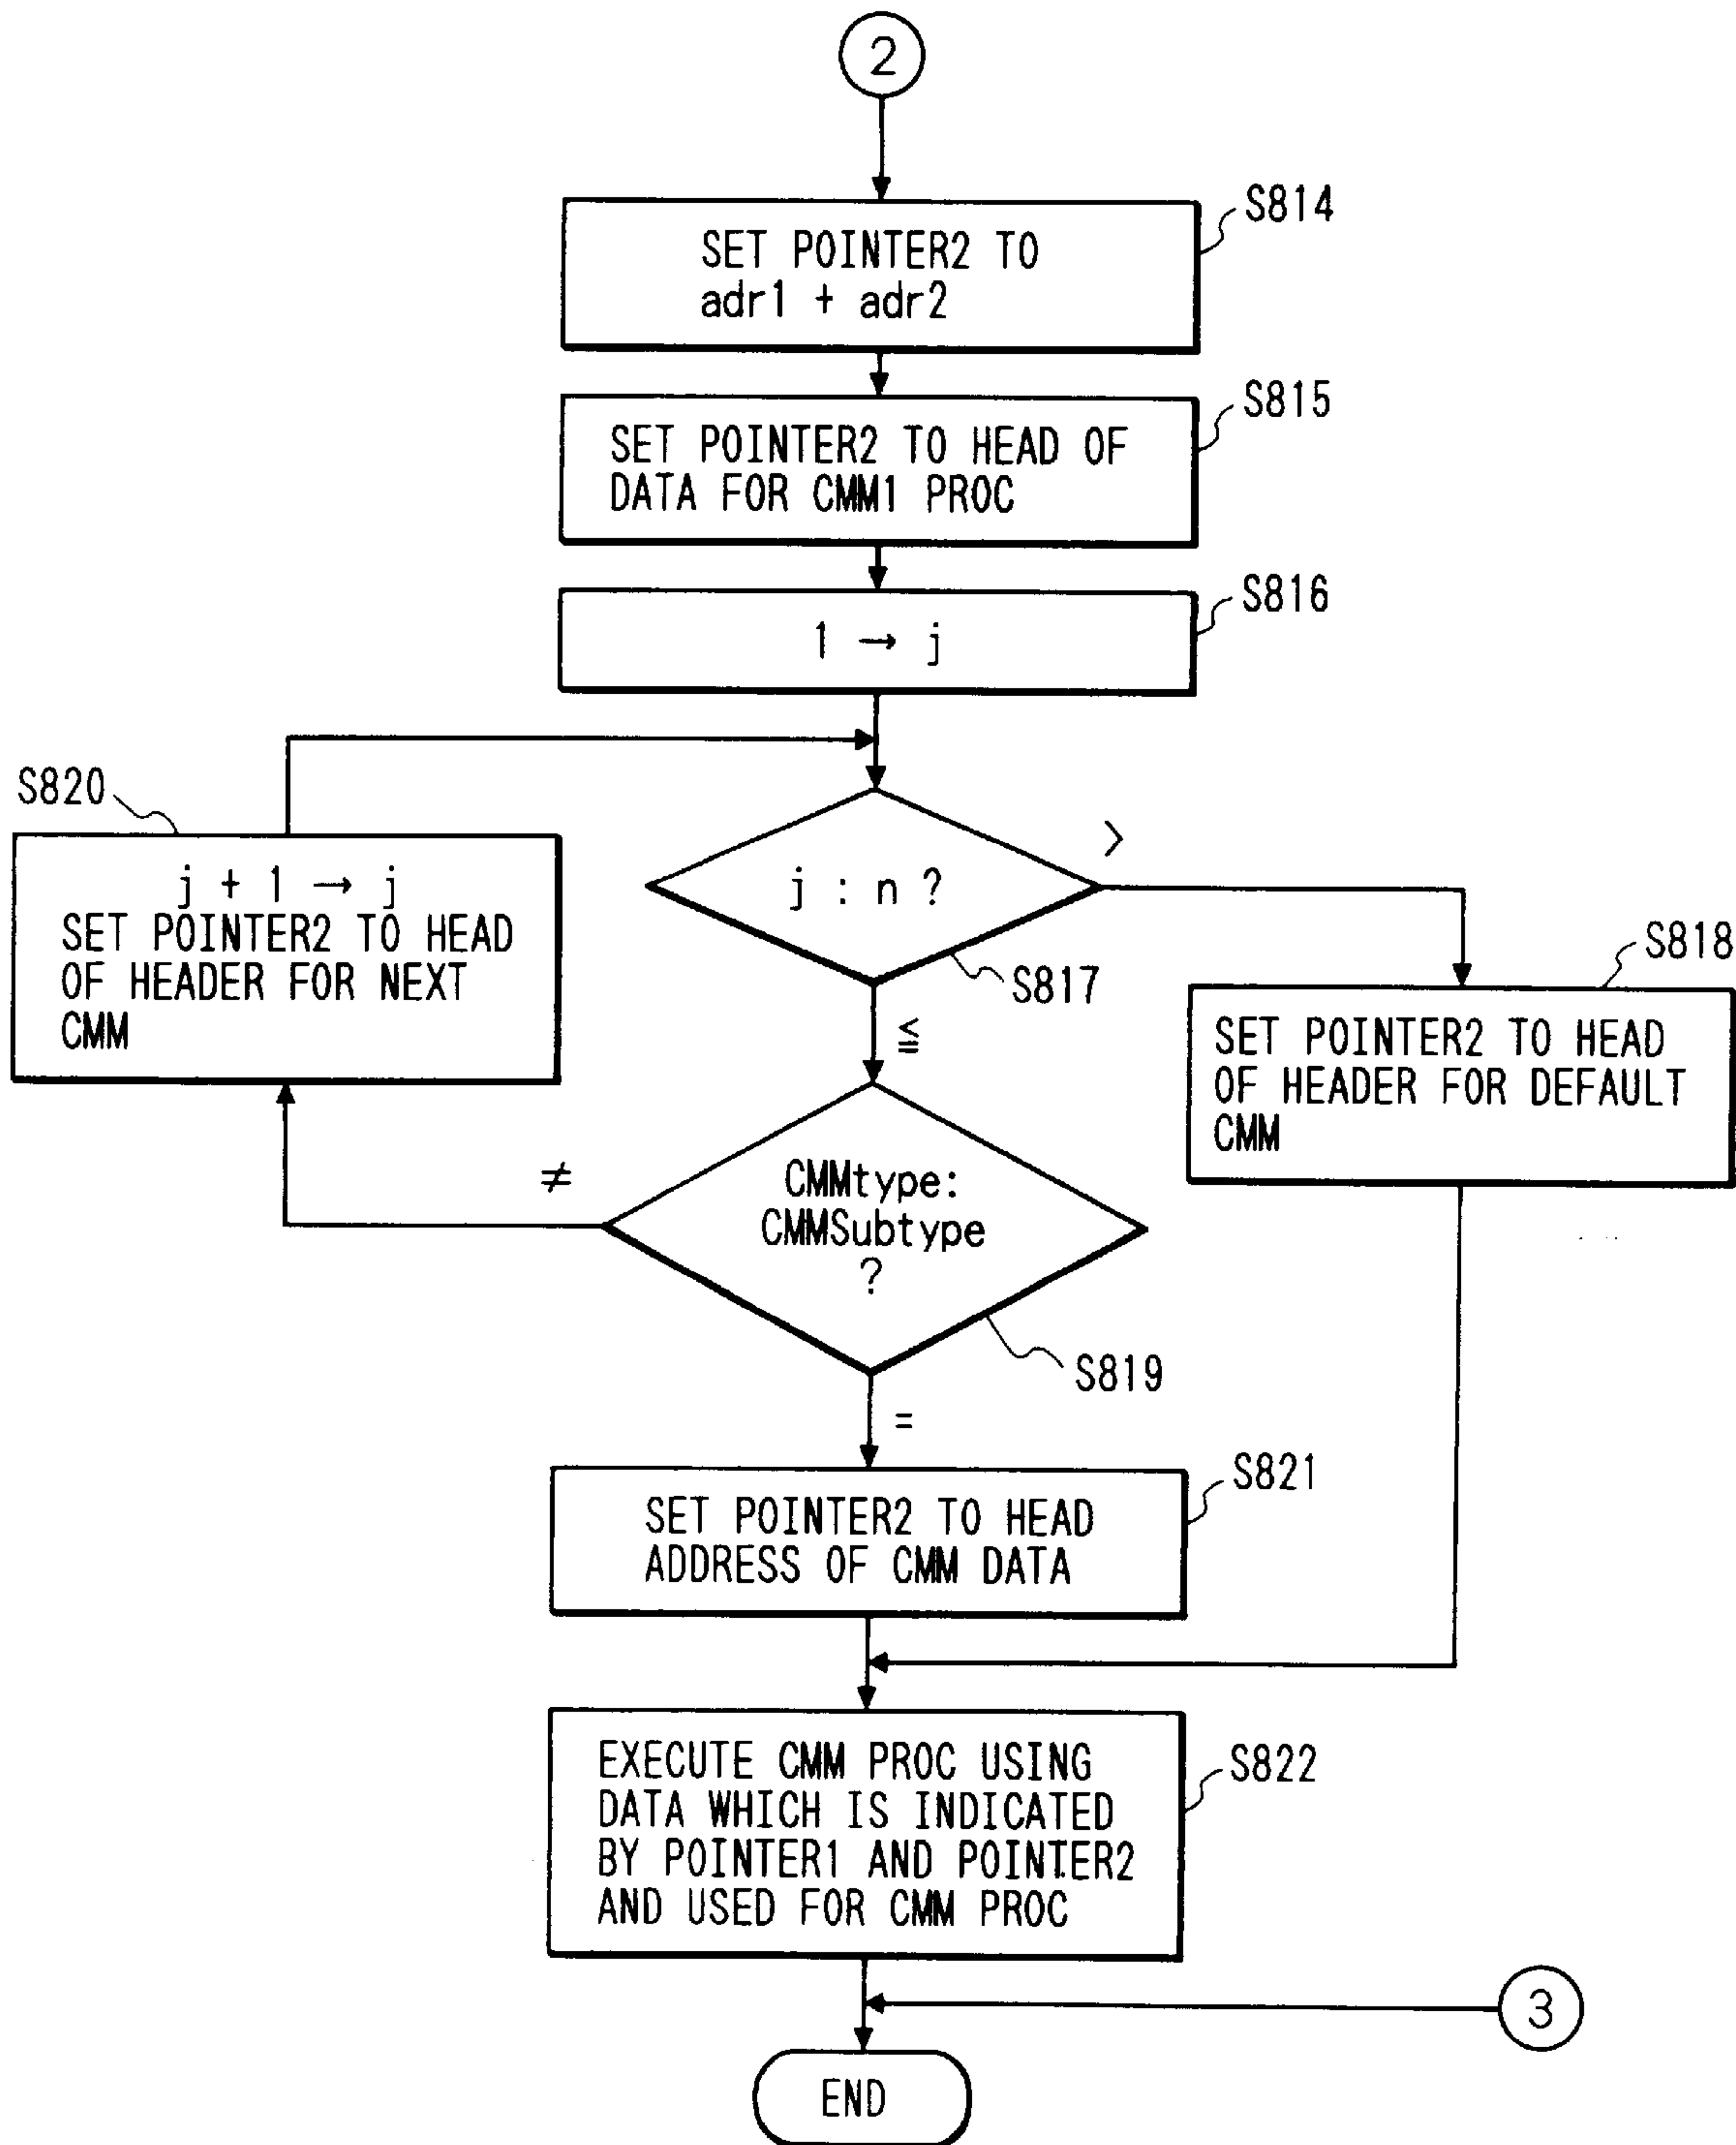 2
S814
SET POINTER2 TO
adr1 + adr2
S815
SET POINTER2 TO HEAD OF
DATA FOR CMM1 PROC
S816
1 → j
S820
j + 1 → j
SET POINTER2 TO HEAD
OF HEADER FOR NEXT
CMM
j : n ?
>
S817
≦
S818
SET POINTER2 TO HEAD
OF HEADER FOR DEFAULT
CMM
≠
CMMtype:
CMMSubtype
?
S819
=
S821
SET POINTER2 TO HEAD
ADDRESS OF CMM DATA
S822
EXECUTE CMM PROC USING
DATA WHICH IS INDICATED
BY POINTER1 AND POINTER2
AND USED FOR CMM PROC
3
END